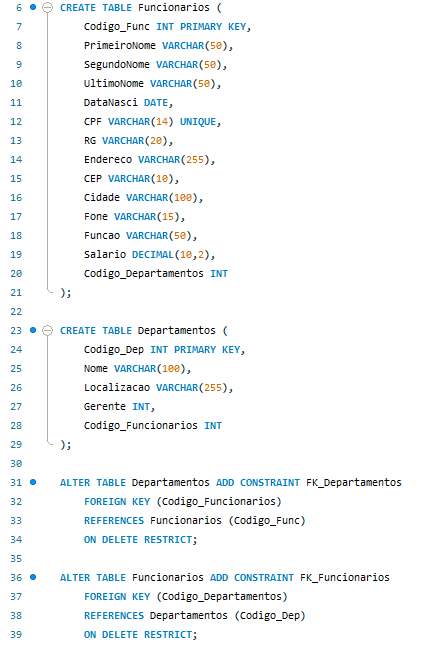 6 CREATE TABLE Funcionarios (
7 Codigo_Func INT PRIMARY KEY,
8 PrimeiroNome VARCHAR(50),
9 SegundoNome VARCHAR(50),
10 UltimoNome VARCHAR(50),
11 DataNasci DATE,
12 CPF VARCHAR(14) UNIQUE,
13 RG VARCHAR(20),
14 Endereco VARCHAR(255),
15 CEP VARCHAR(10),
16 Cidade VARCHAR(100),
17 Fone VARCHAR(15),
18 Funcao VARCHAR(50),
19 Salario DECIMAL(10,2),
20 Codigo_Departamentos INT
21 );
22
23 CREATE TABLE Departamentos (
24 Codigo_Dep INT PRIMARY KEY,
25 Nome VARCHAR(100),
26 Localizacao VARCHAR(255),
27 Gerente INT,
28 Codigo_Funcionarios INT
29 );
30
31 ALTER TABLE Departamentos ADD CONSTRAINT FK_Departamentos
32 FOREIGN KEY (Codigo_Funcionarios)
33 REFERENCES Funcionarios (Codigo_Func)
34 ON DELETE RESTRICT;
35
36 ALTER TABLE Funcionarios ADD CONSTRAINT FK_Funcionarios
37 FOREIGN KEY (Codigo_Departamentos)
38 REFERENCES Departamentos (Codigo_Dep)
39 ON DELETE RESTRICT;